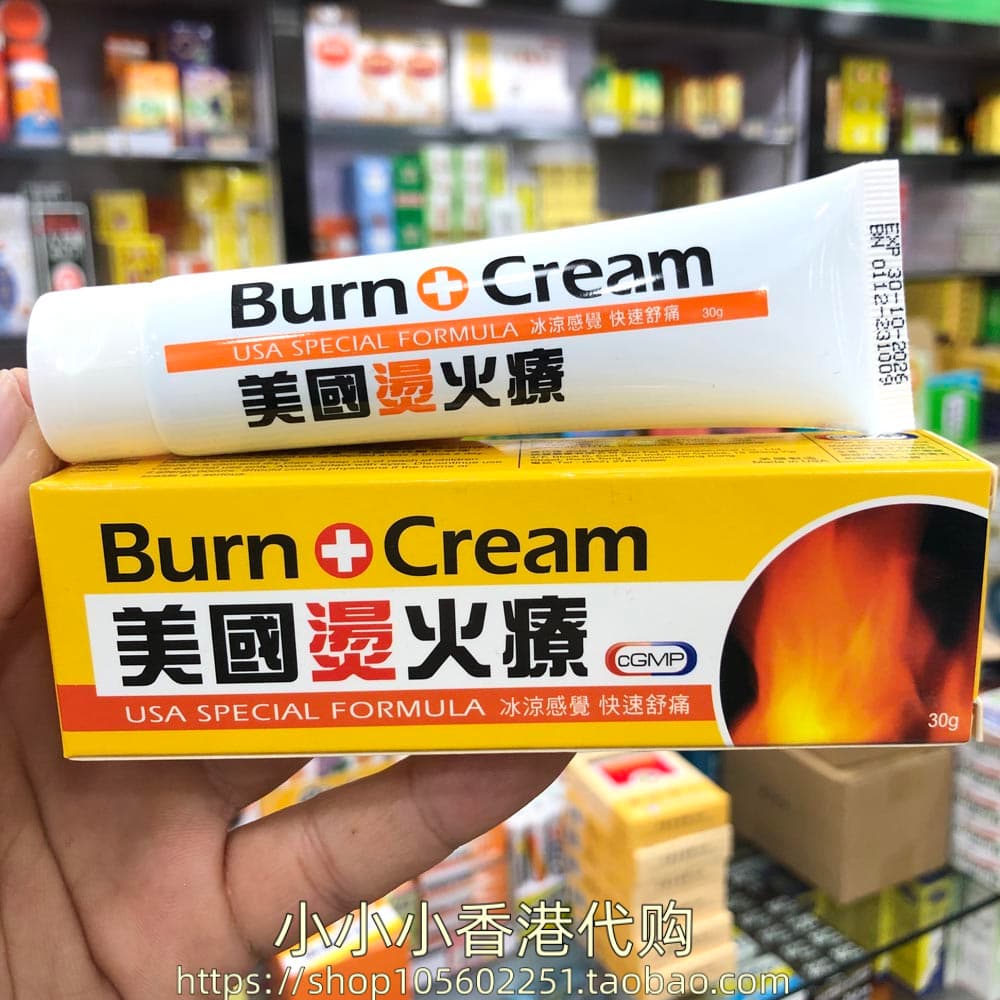 Burn Cream
USA SPECIAL FORMULA 冰涼感覺 快速舒痛 30g
美國燙火療
EXP 30-10-2026
BN 0112-231009
Burn Cream
美國燙火療 cGMP
USA SPECIAL FORMULA 冰涼感覺 快速舒痛
30g
小小小香港代购
https://shop105602251.taobao.com